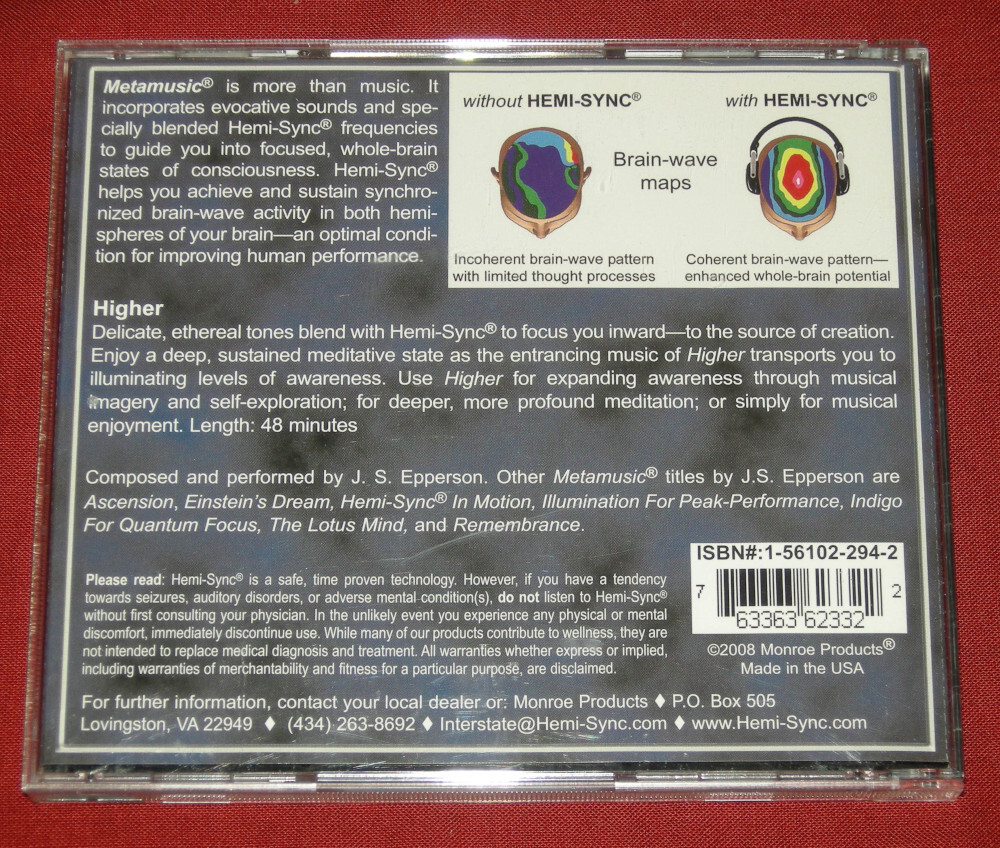 Metamusic® is more than music. It
incorporates evocative sounds and spe-
cially blended Hemi-Sync® frequencies
to guide you into focused, whole-brain
states of consciousness. Hemi-Sync®
helps you achieve and sustain synchro-
nized brain-wave activity in both hemi-
spheres of your brain—an optimal condi-
tion for improving human performance.
without HEMI-SYNC®
with HEMI-SYNC®
Brain-wave
maps
Incoherent brain-wave pattern
with limited thought processes
Coherent brain-wave pattern—
enhanced whole-brain potential
Higher
Delicate, ethereal tones blend with Hemi-Sync® to focus you inward—to the source of creation.
Enjoy a deep, sustained meditative state as the entrancing music of Higher transports you to
illuminating levels of awareness. Use Higher for expanding awareness through musical
imagery and self-exploration; for deeper, more profound meditation; or simply for musical
enjoyment. Length: 48 minutes
Composed and performed by J. S. Epperson. Other Metamusic® titles by J.S. Epperson are
Ascension, Einstein's Dream, Hemi-Sync® In Motion, Illumination For Peak-Performance, Indigo
For Quantum Focus, The Lotus Mind, and Remembrance.
Please read: Hemi-Sync® is a safe, time proven technology. However, if you have a tendency
towards seizures, auditory disorders, or adverse mental condition(s), do not listen to Hemi-Sync®
without first consulting your physician. In the unlikely event you experience any physical or mental
discomfort, immediately discontinue use. While many of our products contribute to wellness, they are
not intended to replace medical diagnosis and treatment. All warranties whether express or implied,
including warranties of merchantability and fitness for a particular purpose, are disclaimed.
ISBN#:1-56102-294-2
7 63363 62332 2
©2008 Monroe Products®
Made in the USA
For further information, contact your local dealer or: Monroe Products ♦ P.O. Box 505
Lovingston, VA 22949 ♦ (434) 263-8692 ♦ Interstate@Hemi-Sync.com ♦ www.Hemi-Sync.com